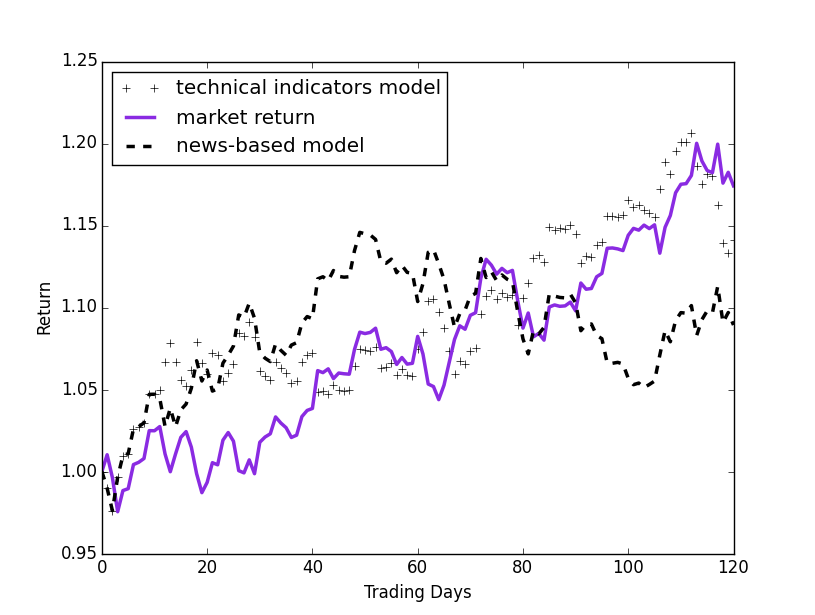 1.25
technical indicators model
market return
news-based model
1.20
1.15
1.10
1.05
1.00
0.95
Return
0 20 40 60 80 100 120
Trading Days